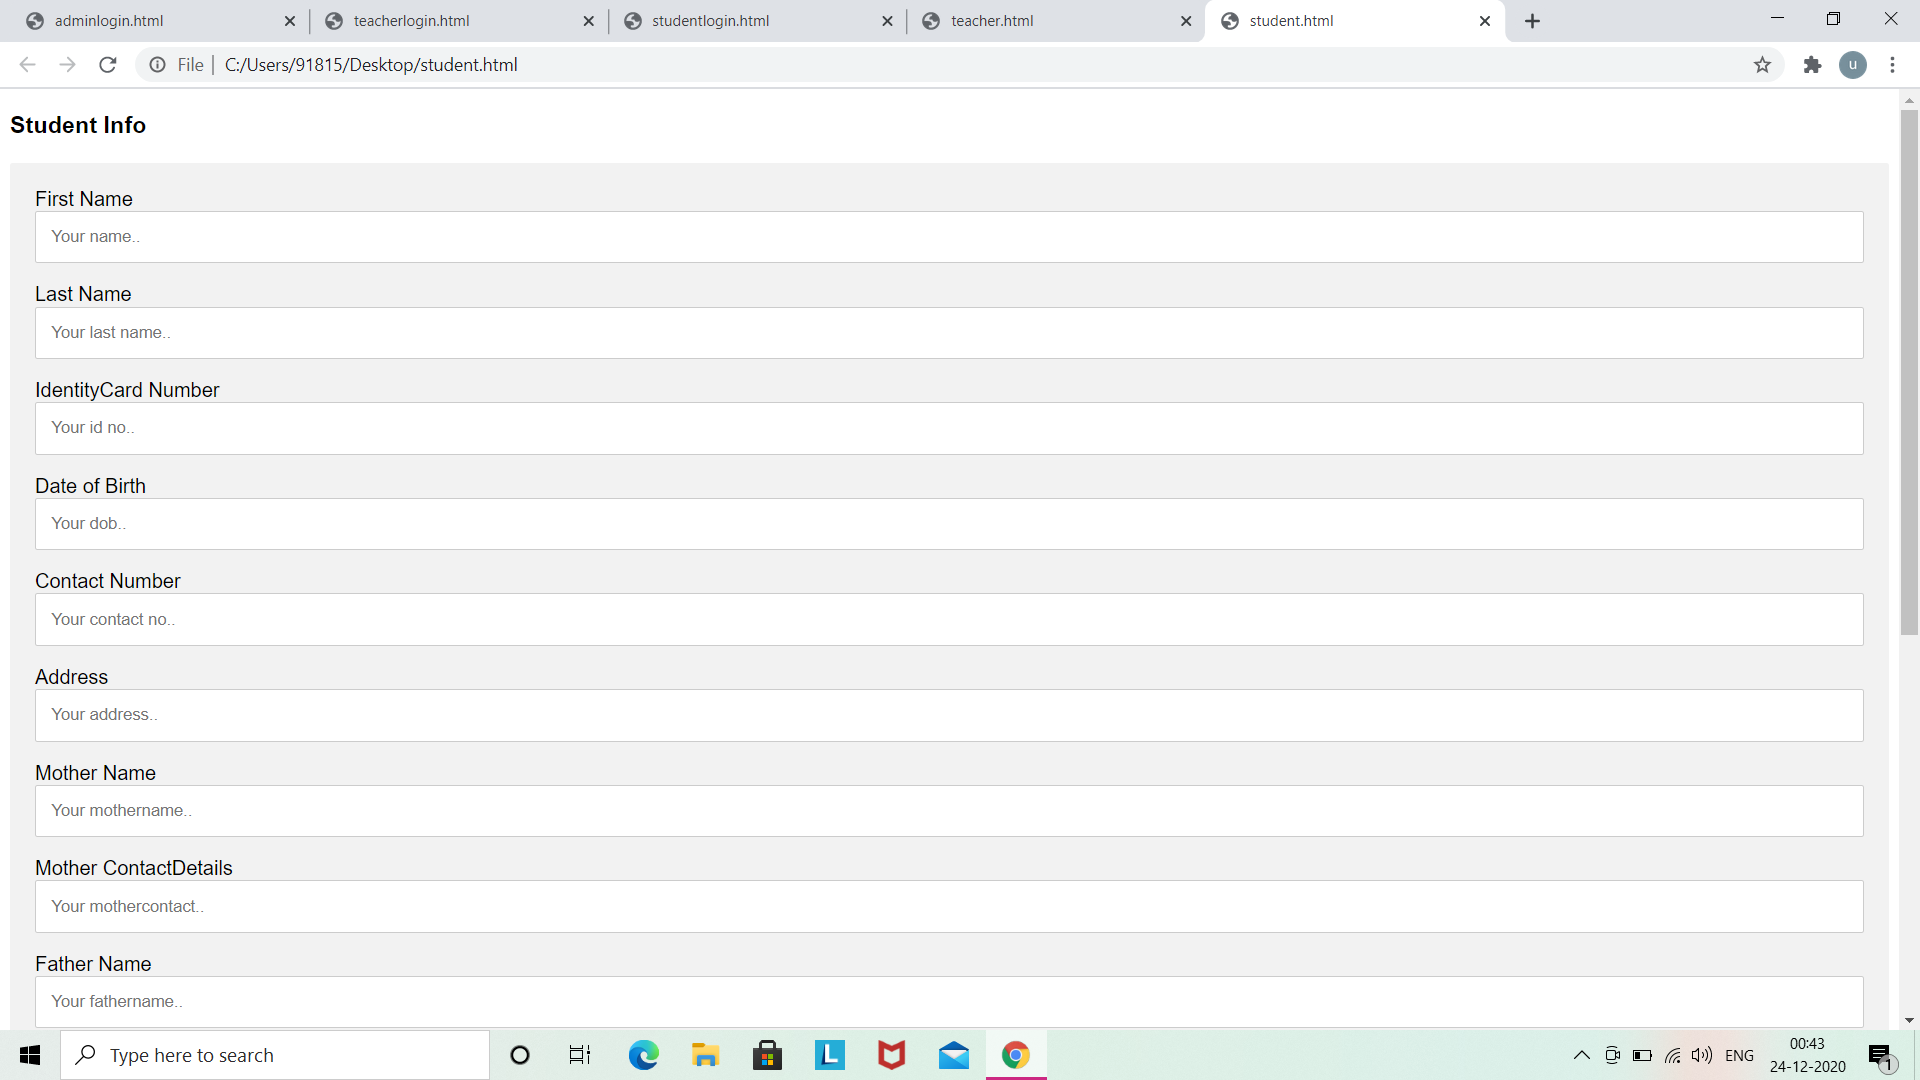 adminlogin.html
teacherlogin.html
studentlogin.html
teacher.html
student.html
File
C:/Users/91815/Desktop/student.html
u
Student Info
First Name
Your name..
Last Name
Your last name..
IdentityCard Number
Your id no..
Date of Birth
Your dob..
Contact Number
Your contact no..
Address
Your address..
Mother Name
Your mothername..
Mother ContactDetails
Your mothercontact..
Father Name
Your fathername..
Type here to search
L
ENG
00:43
24-12-2020
1